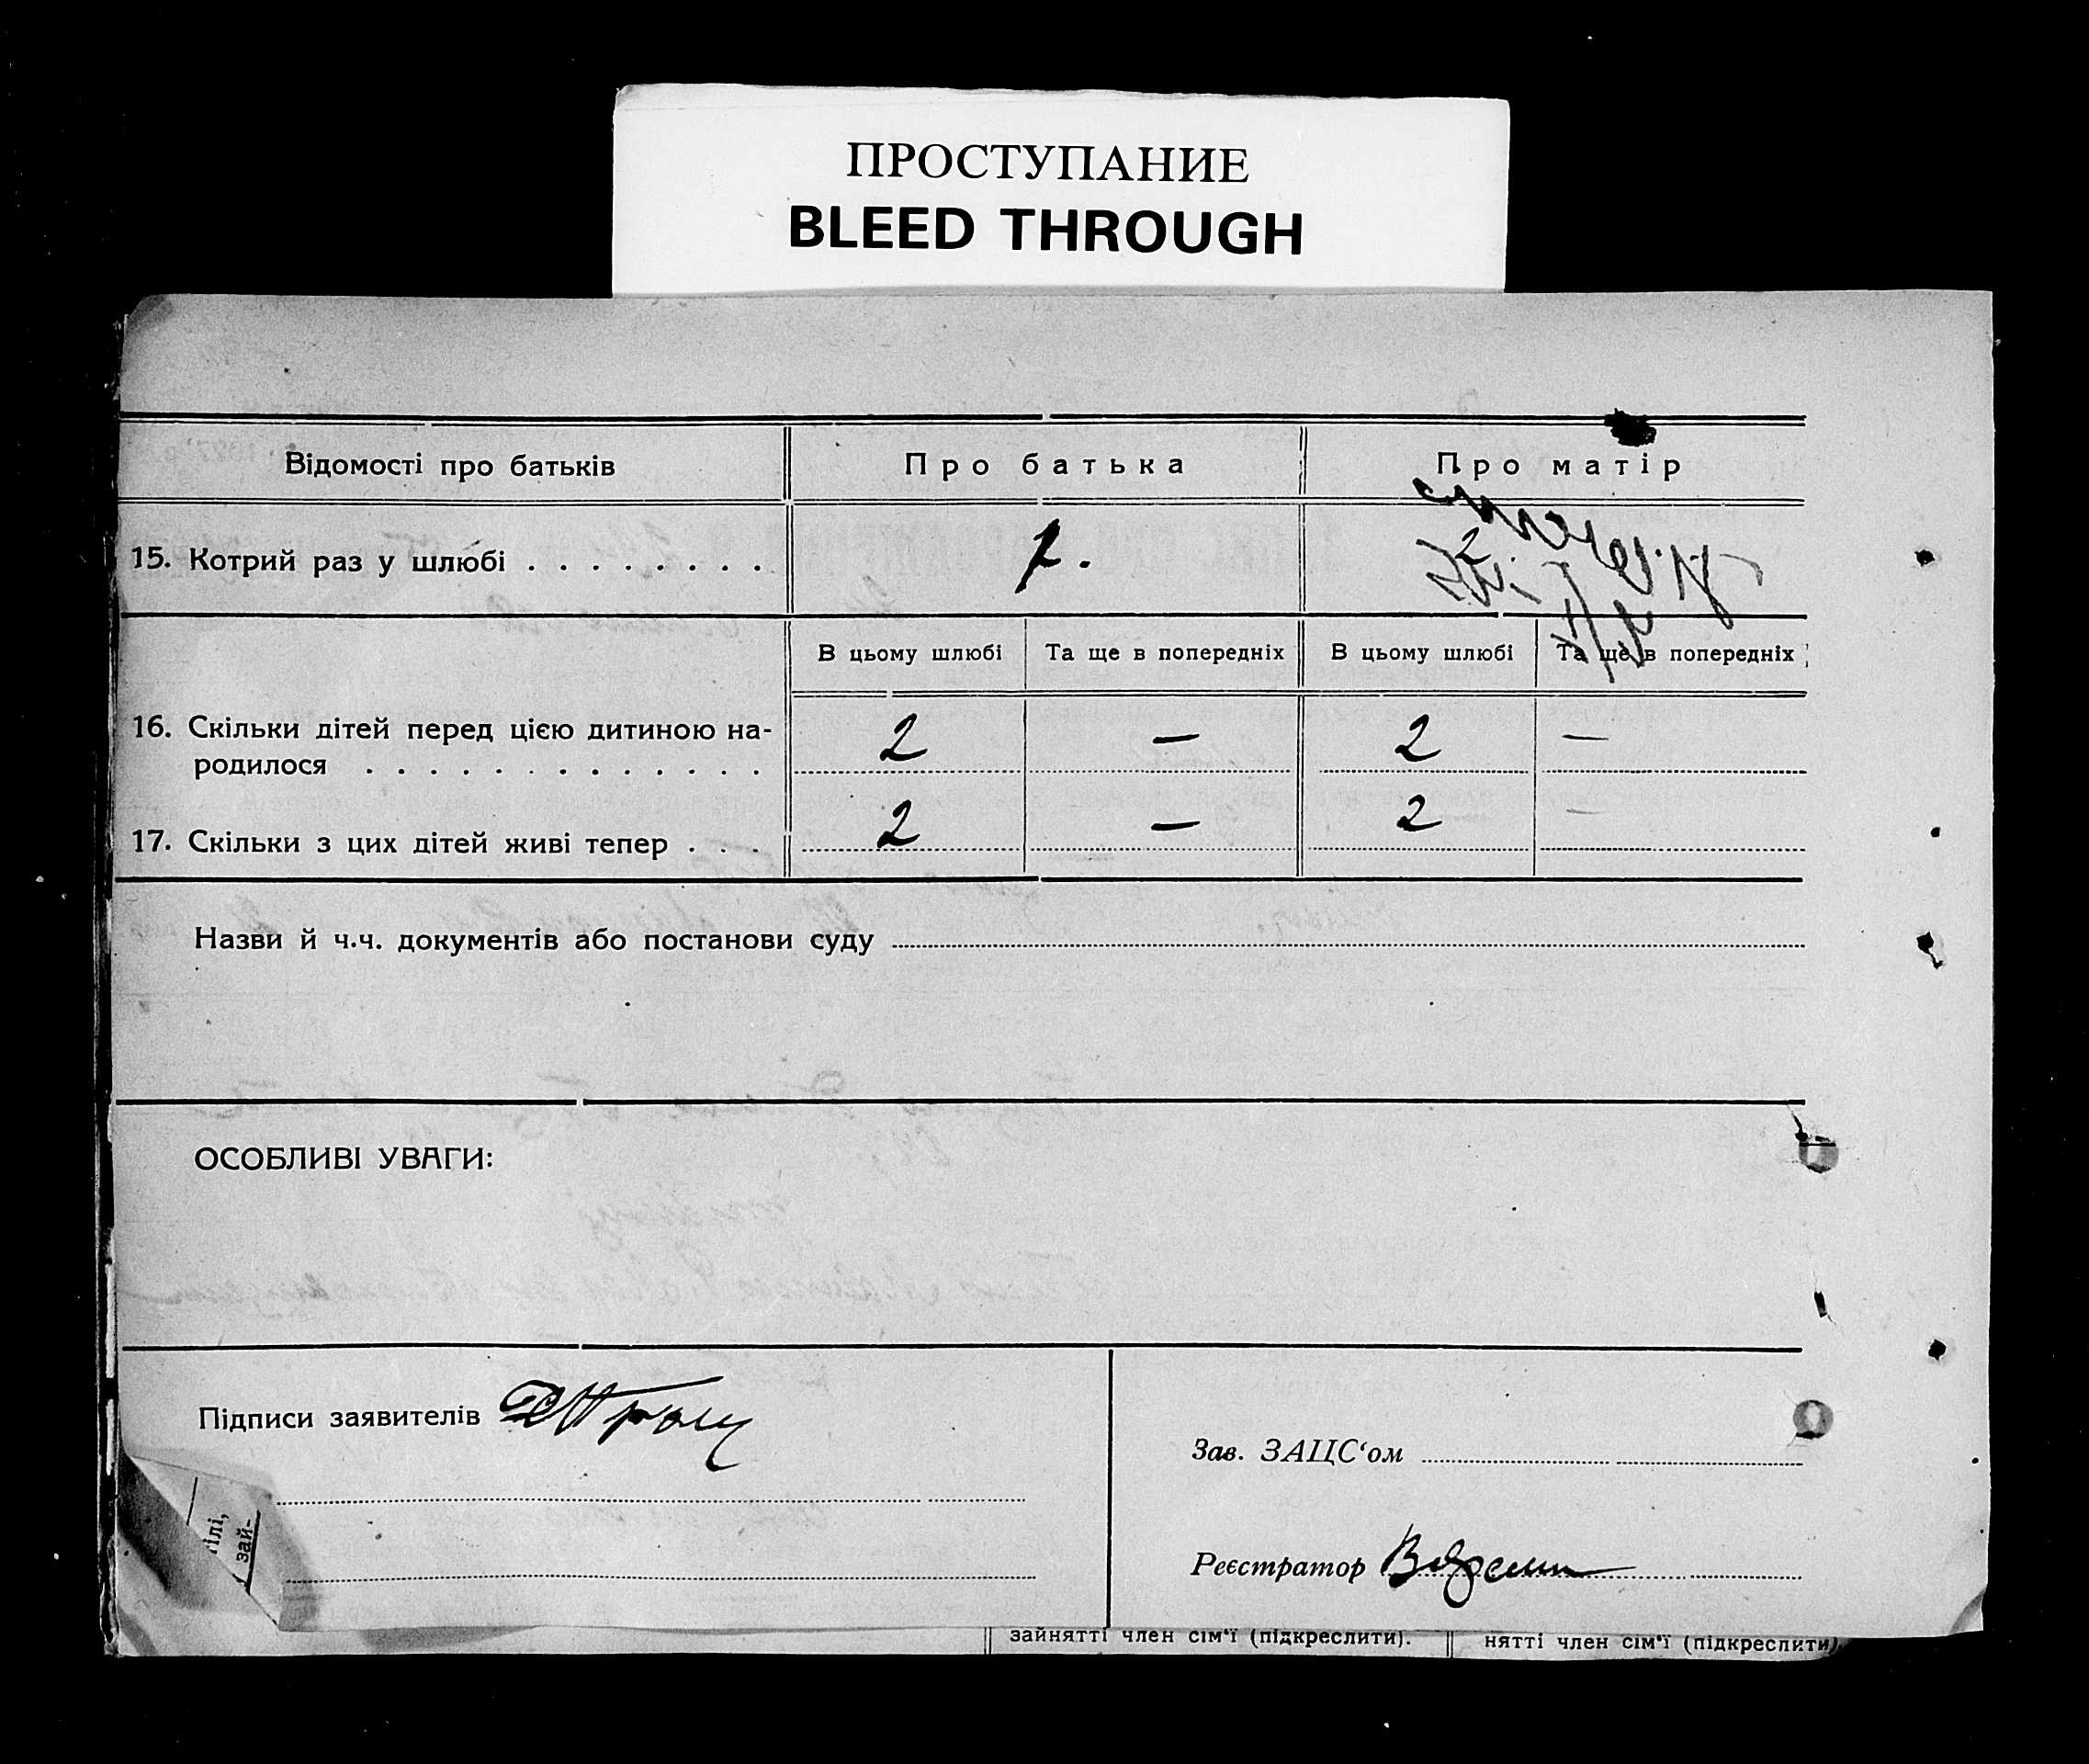 ПРОСТУПАНИЕ
BLEED THROUGH
Відомості про батьків Про батька Про матір
15. Котрий раз у шлюбі . . . . . . . .
В цьому шлюбі Та ще в попередніх В цьому шлюбі Та ще в попередніх
16. Скільки дітей перед цією дитиною на-
родилося . . . . . . . . . . . . . . 2 — 2 —
17. Скільки з цих дітей живі тепер . . . 2 — 2 —
Назви й ч.ч. документів або постанови суду
ОСОБЛИВІ УВАГИ:
Підписи заявителів
Зав. ЗАЦС‘ом
Реєстратор
ілі,
зай-
зайнятті член сім‘ї (підкреслити). нятті член сім‘ї (підкреслити)